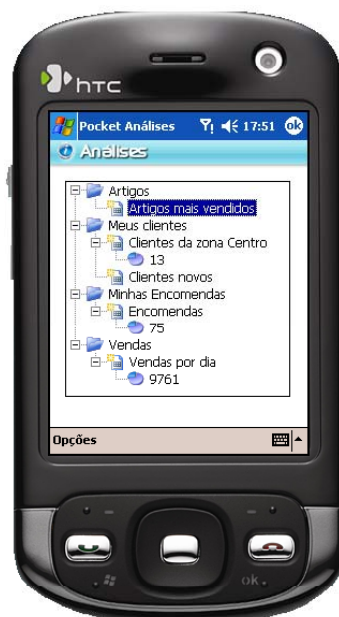 hTC
Pocket Análises 17:51 ok
Análises
Artigos
Artigos mais vendidos
Meus clientes
Clientes da zona Centro
13
Clientes novos
Minhas Encomendas
Encomendas
75
Vendas
Vendas por dia
9761
Opções
ok